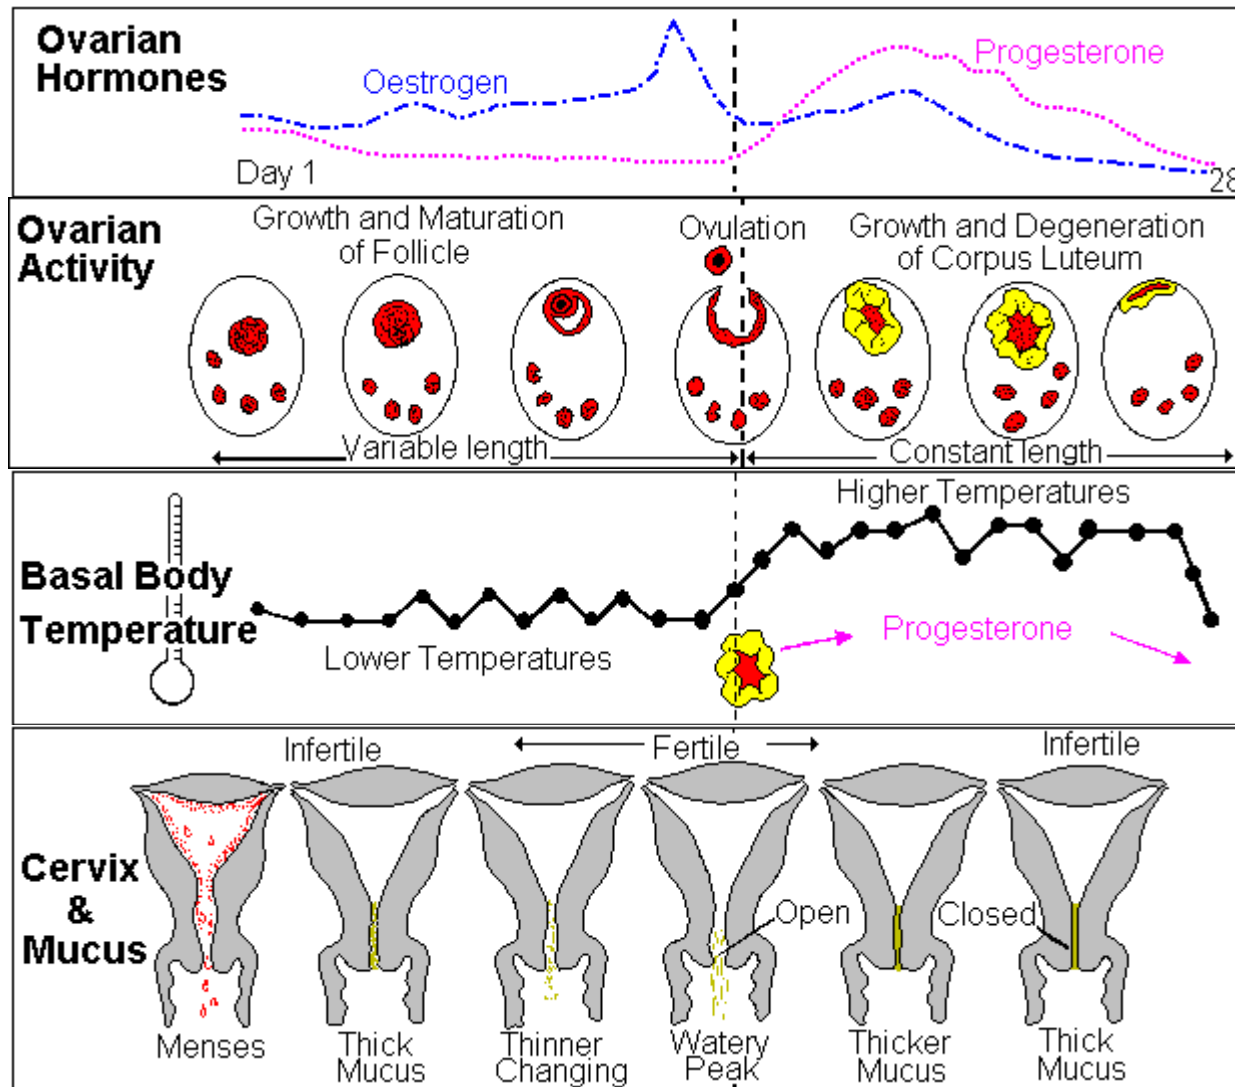 Ovarian
Hormones
Oestrogen
Progesterone
Day 1
28
Ovarian
Activity
Growth and Maturation
of Follicle
Ovulation
Growth and Degeneration
of Corpus Luteum
Variable length
Constant length
Basal Body
Temperature
Higher Temperatures
Lower Temperatures
Progesterone
Cervix
&
Mucus
Infertile
Fertile
Infertile
Open
Closed
Menses
Thick
Mucus
Thinner
Changing
Watery
Peak
Thicker
Mucus
Thick
Mucus